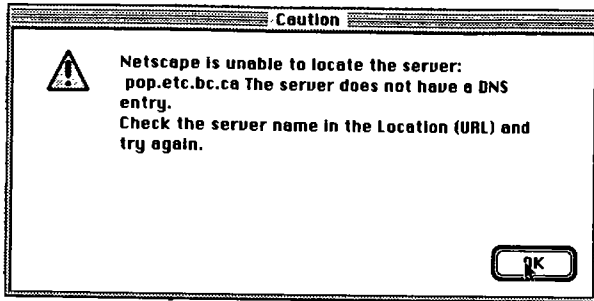 Caution
Netscape is unable to locate the server:
pop.etc.bc.ca The server does not have a DNS
entry.
Check the server name in the Location (URL) and
try again.
OK